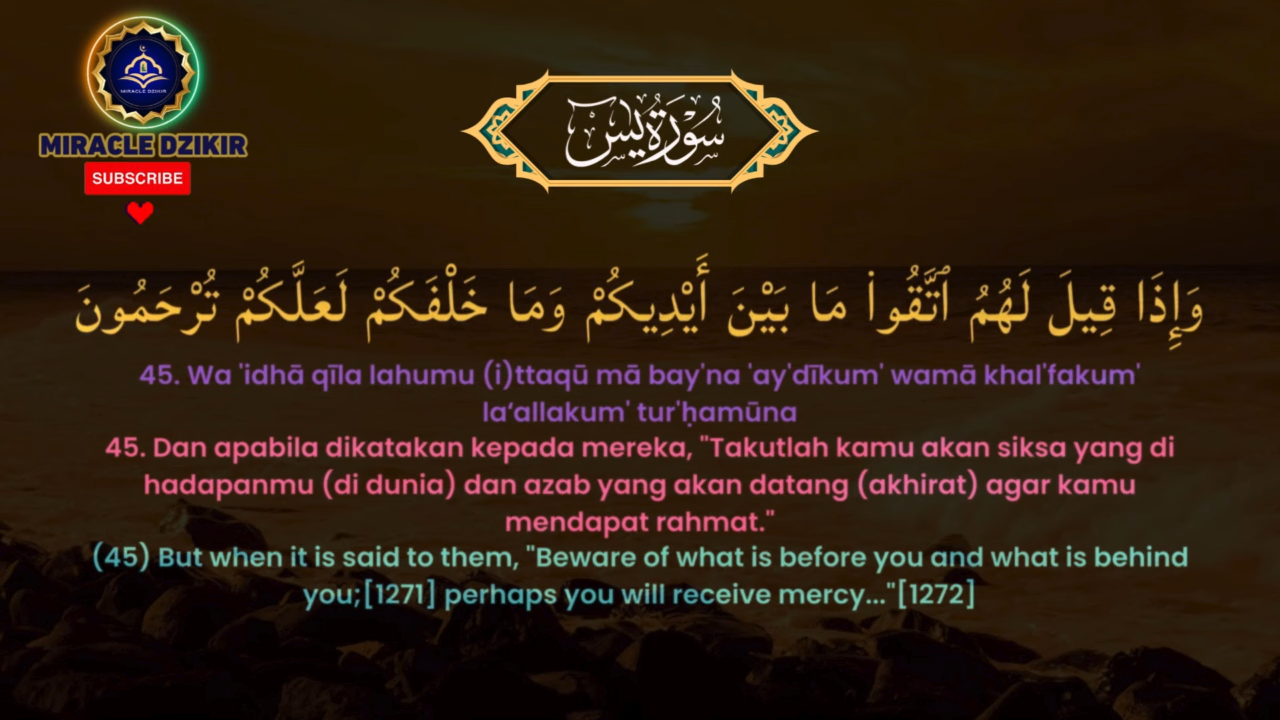 MIRACLE DZIKIR
MIRACLE DZIKIR
SUBSCRIBE
سُورَةُ يٰسٓ
وَإِذَا قِيلَ لَهُمُ ٱتَّقُوا۟ مَا بَيْنَ أَيْدِيكُمْ وَمَا خَلْفَكُمْ لَعَلَّكُمْ تُرْحَمُونَ
45. Wa 'idhā qīla lahumu (i)ttaqū mā bay'na 'ay'dīkum' wamā khal'fakum'
la‘allakum' tur'ḥamūna
45. Dan apabila dikatakan kepada mereka, "Takutlah kamu akan siksa yang di
hadapanmu (di dunia) dan azab yang akan datang (akhirat) agar kamu
mendapat rahmat."
(45) But when it is said to them, "Beware of what is before you and what is behind
you;[1271] perhaps you will receive mercy..."[1272]